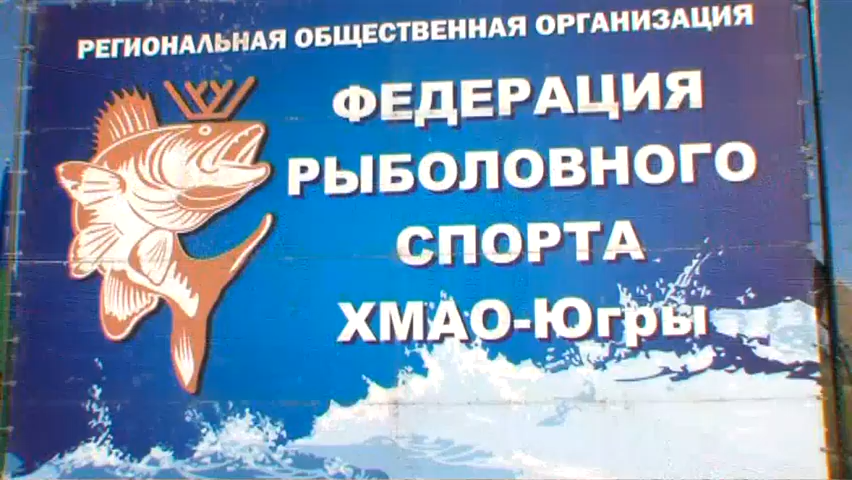 РЕГИОНАЛЬНАЯ ОБЩЕСТВЕННАЯ ОРГАНИЗАЦИЯ
ФЕДЕРАЦИЯ
РЫБОЛОВНОГО
СПОРТА
ХМАО-Югры